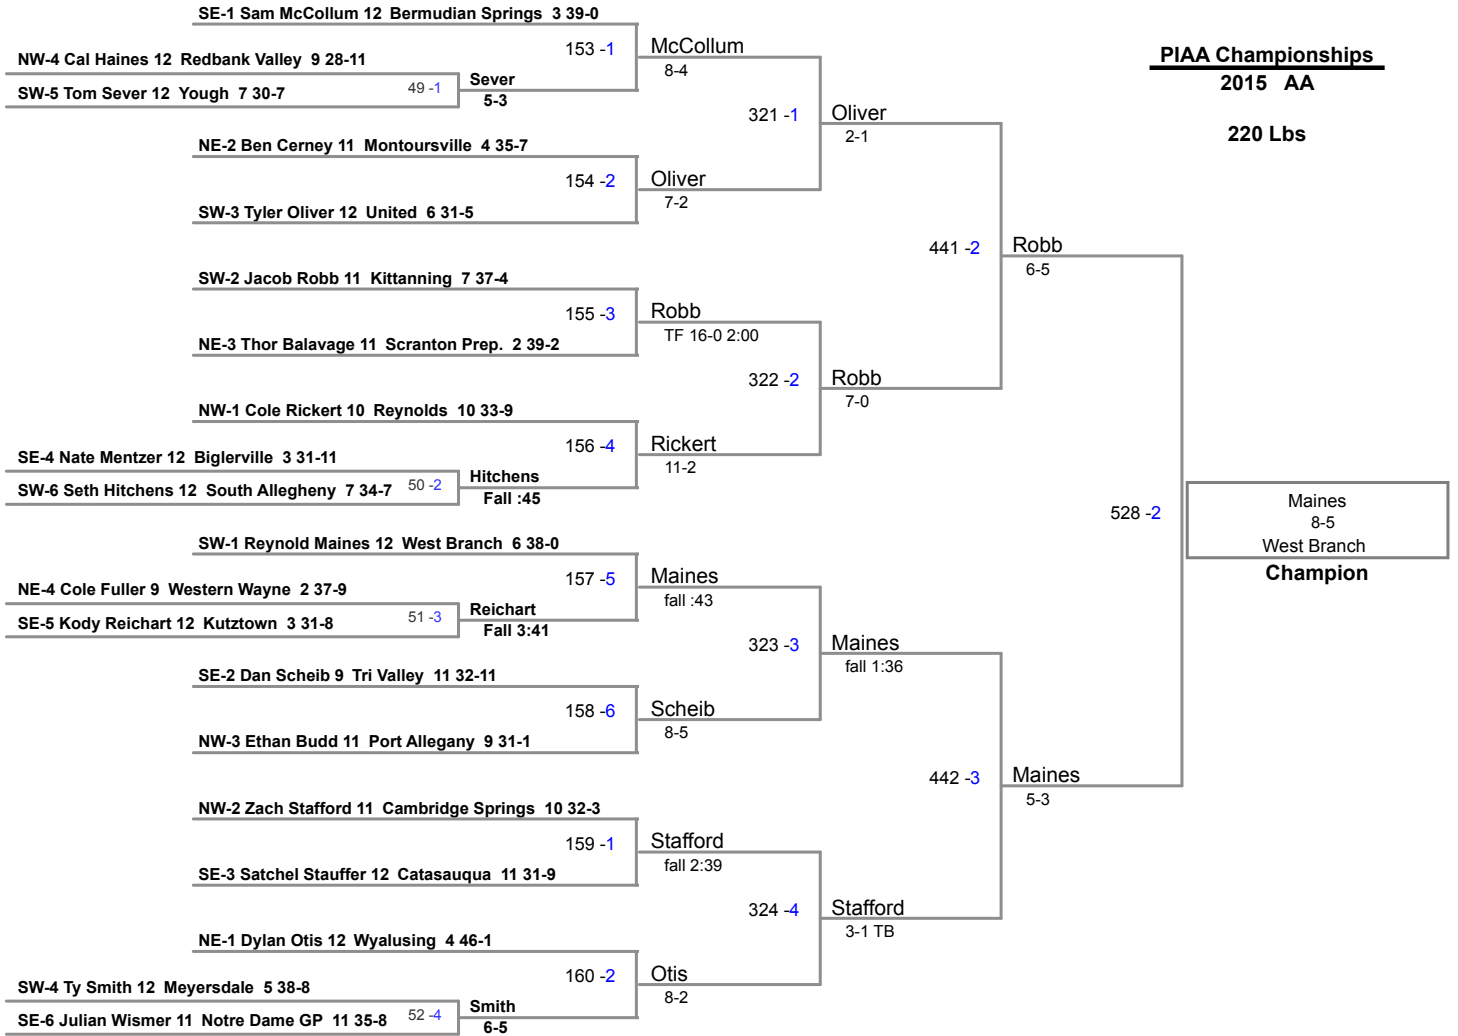 SE-1 Sam McCollum 12 Bermudian Springs 3 39-0
153 -1
McCollum
8-4
PIAA Championships
2015 AA
220 Lbs
NW-4 Cal Haines 12 Redbank Valley 9 28-11
SW-5 Tom Sever 12 Yough 7 30-7
49 -1
Sever
5-3
321 -1
Oliver
2-1
NE-2 Ben Cerney 11 Montoursville 4 35-7
154 -2
Oliver
7-2
SW-3 Tyler Oliver 12 United 6 31-5
441 -2
Robb
6-5
SW-2 Jacob Robb 11 Kittanning 7 37-4
155 -3
Robb
TF 16-0 2:00
NE-3 Thor Balavage 11 Scranton Prep. 2 39-2
322 -2
Robb
7-0
NW-1 Cole Rickert 10 Reynolds 10 33-9
156 -4
Rickert
11-2
SE-4 Nate Mentzer 12 Biglerville 3 31-11
SW-6 Seth Hitchens 12 South Allegheny 7 34-7
50 -2
Hitchens
Fall :45
528 -2
Maines
8-5
West Branch
Champion
SW-1 Reynold Maines 12 West Branch 6 38-0
157 -5
Maines
fall :43
NE-4 Cole Fuller 9 Western Wayne 2 37-9
SE-5 Kody Reichart 12 Kutztown 3 31-8
51 -3
Reichart
Fall 3:41
323 -3
Maines
fall 1:36
SE-2 Dan Scheib 9 Tri Valley 11 32-11
158 -6
Scheib
8-5
NW-3 Ethan Budd 11 Port Allegany 9 31-1
442 -3
Maines
5-3
NW-2 Zach Stafford 11 Cambridge Springs 10 32-3
159 -1
Stafford
fall 2:39
SE-3 Satchel Stauffer 12 Catasauqua 11 31-9
324 -4
Stafford
3-1 TB
NE-1 Dylan Otis 12 Wyalusing 4 46-1
160 -2
Otis
8-2
SW-4 Ty Smith 12 Meyersdale 5 38-8
SE-6 Julian Wismer 11 Notre Dame GP 11 35-8
52 -4
Smith
6-5